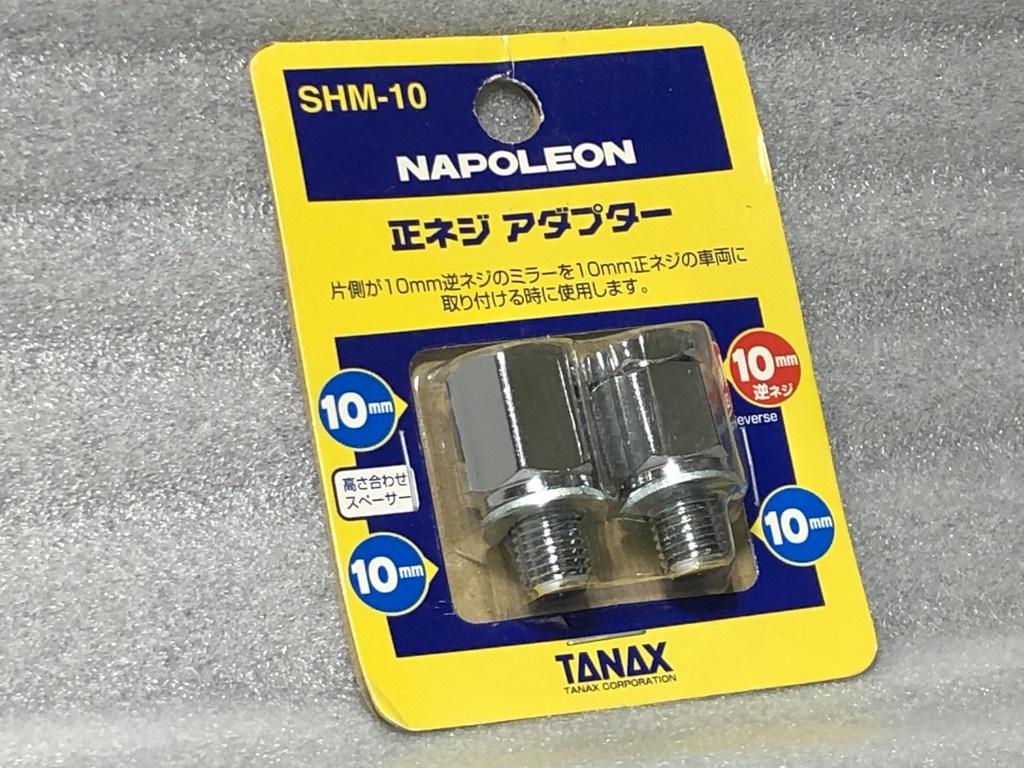 SHM-10
NAPOLEON
正ネジ アダプター
片側が10mm逆ネジのミラーを10mm正ネジの車両に
取り付ける時に使用します。
10mm
高さ合わせ
スペーサー
10mm
10mm
逆ネジ
10mm
TANAX
TANAX CORPORATION